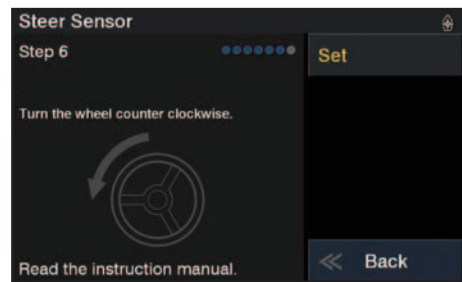 Steer Sensor
Step 6
Set
Turn the wheel counter clockwise.
Read the instruction manual.
Back